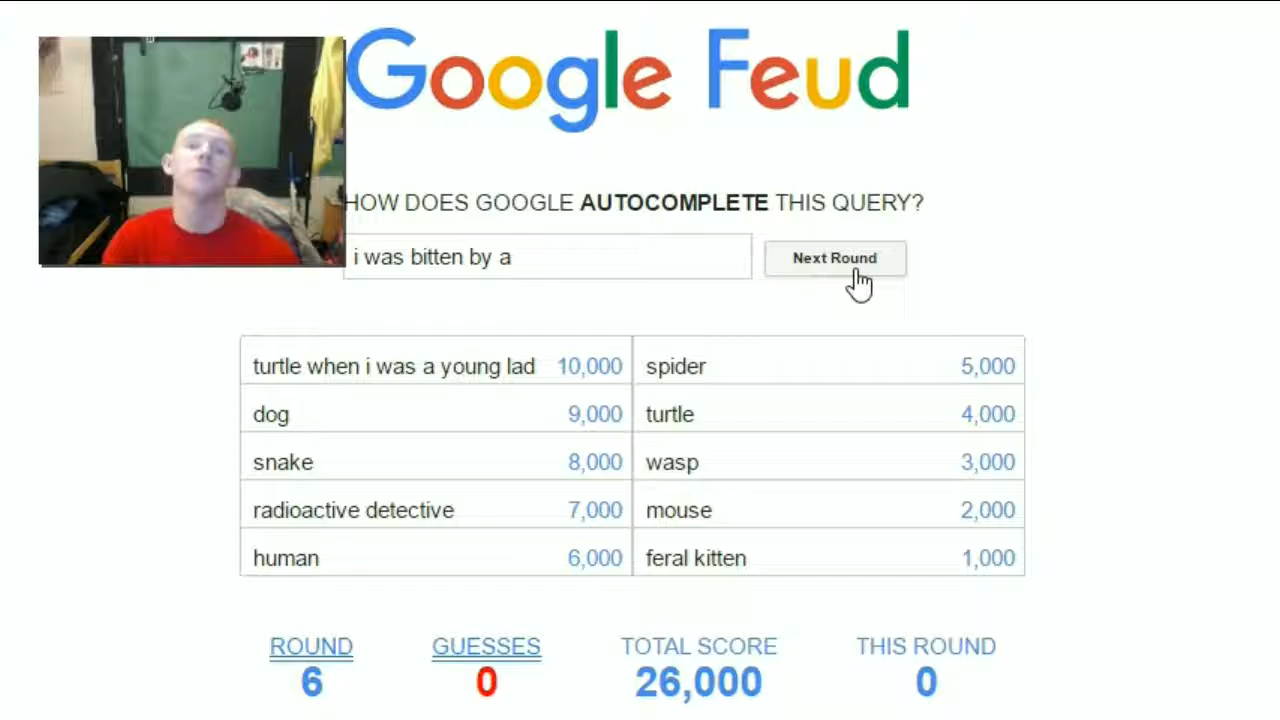 Google Feud
HOW DOES GOOGLE AUTOCOMPLETE THIS QUERY?
i was bitten by a
Next Round
turtle when i was a young lad 10,000
dog 9,000
snake 8,000
radioactive detective 7,000
human 6,000
spider 5,000
turtle 4,000
wasp 3,000
mouse 2,000
feral kitten 1,000
ROUND
6
GUESSES
0
TOTAL SCORE
26,000
THIS ROUND
0